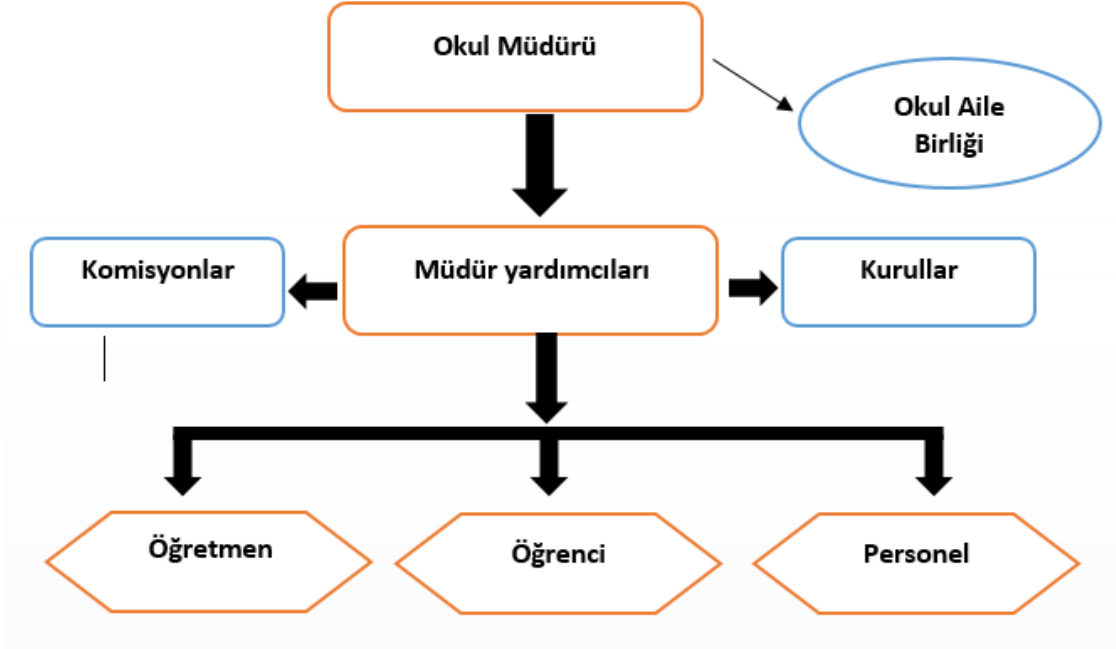 Okul Müdürü
Okul Aile
Birliği
Komisyonlar
Müdür yardımcıları
Kurullar
Öğretmen
Öğrenci
Personel